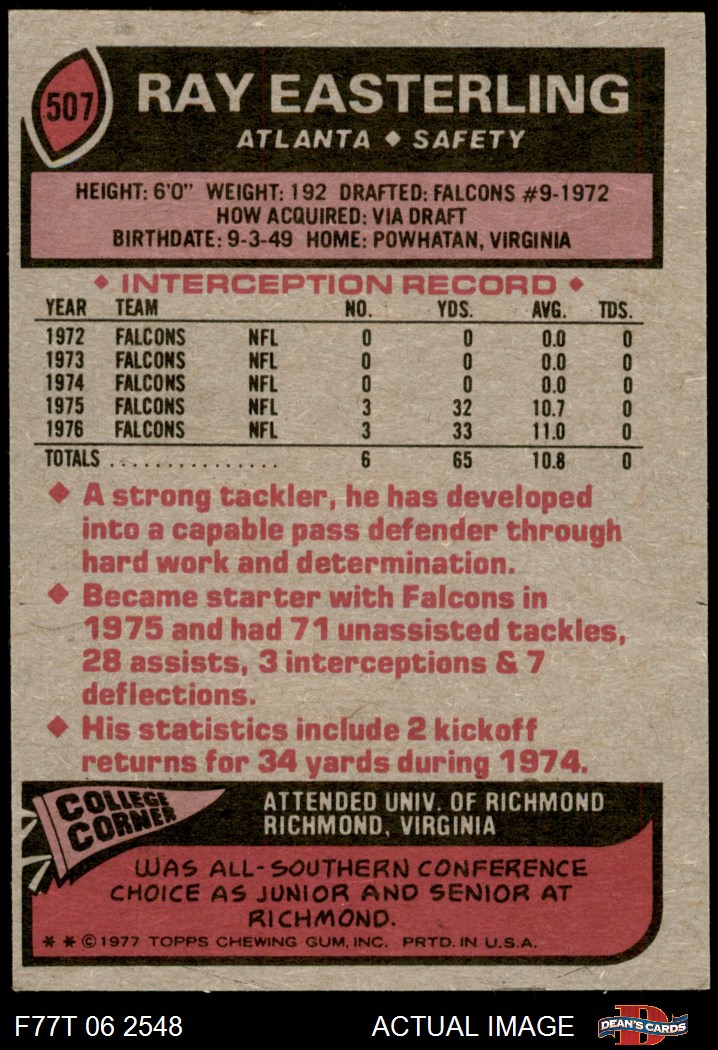 507
RAY EASTERLING
ATLANTA ◆ SAFETY
HEIGHT: 6'0" WEIGHT: 192 DRAFTED: FALCONS #9-1972
HOW ACQUIRED: VIA DRAFT
BIRTHDATE: 9-3-49 HOME: POWHATAN, VIRGINIA
◆ INTERCEPTION RECORD ◆
YEAR TEAM NO. YDS. AVG. TDS.
1972 FALCONS NFL 0 0 0.0 0
1973 FALCONS NFL 0 0 0.0 0
1974 FALCONS NFL 0 0 0.0 0
1975 FALCONS NFL 3 32 10.7 0
1976 FALCONS NFL 3 33 11.0 0
TOTALS ................ 6 65 10.8 0
◆ A strong tackler, he has developed
into a capable pass defender through
hard work and determination.
◆ Became starter with Falcons in
1975 and had 71 unassisted tackles,
28 assists, 3 interceptions & 7
deflections.
◆ His statistics include 2 kickoff
returns for 34 yards during 1974.
COLLEGE
CORNER
ATTENDED UNIV. OF RICHMOND
RICHMOND, VIRGINIA
WAS ALL-SOUTHERN CONFERENCE
CHOICE AS JUNIOR AND SENIOR AT
RICHMOND.
* * © 1977 TOPPS CHEWING GUM, INC. PRTD. IN U.S.A.
F77T 06 2548 ACTUAL IMAGE
D
DEAN'S CARDS